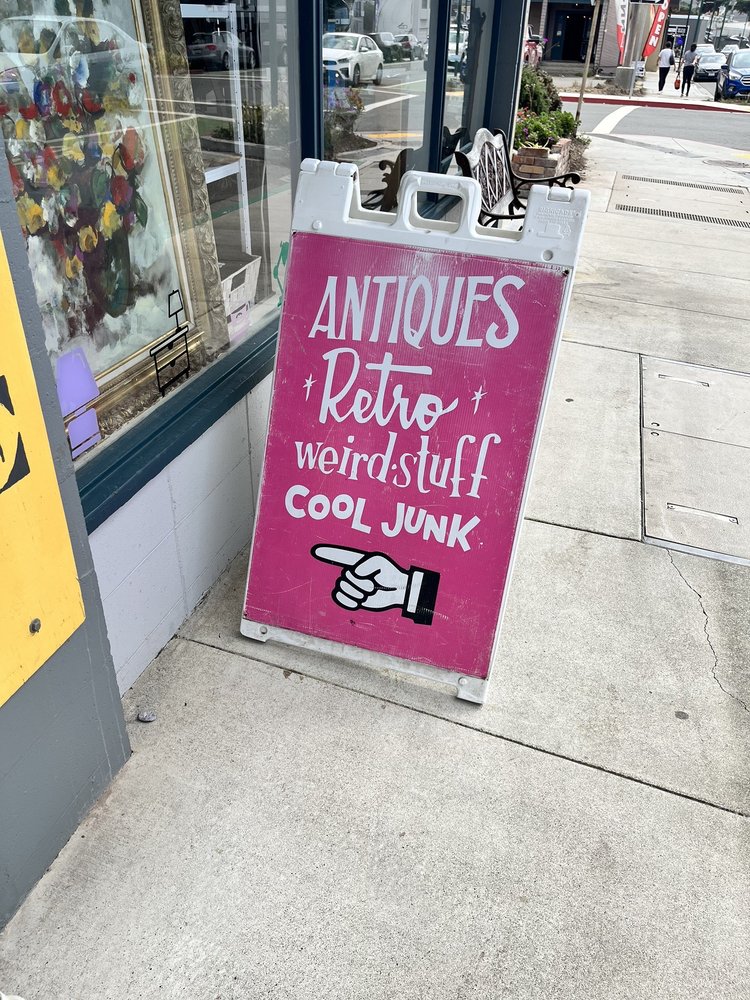 ANTIQUES
Retro
weird·stuff
COOL JUNK